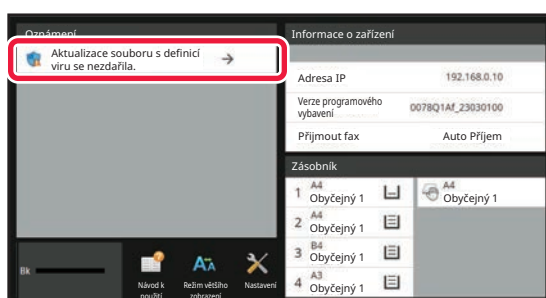 Oznámení
Aktualizace souboru s definicí
viru se nezdařila.
Informace o zařízení
Adresa IP 192.168.0.10
Verze programového
vybavení 0078Q1Af_23030100
Přijmout fax Auto Příjem
Zásobník
1 A4
Obyčejný 1
2 A4
Obyčejný 1
3 B4
Obyčejný 1
4 A3
Obyčejný 1
A4
Obyčejný 1
Bk
Návod k
použití
Režim většího
zobrazení
Nastavení